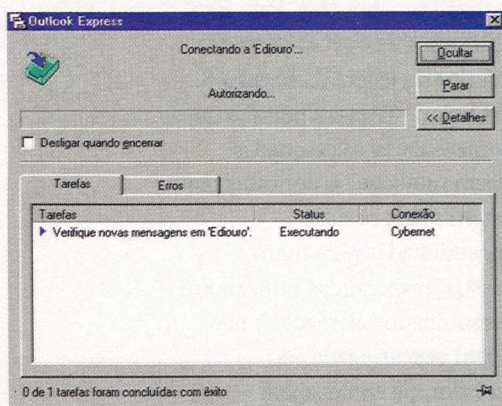 Outlook Express
Conectando a 'Ediouro'...
Ocultar
Autorizando...
Parar
<< Detalhes
Desligar quando encerrar
Tarefas Erros
Tarefas Status Conexão
Verifique novas mensagens em 'Ediouro'. Executando Cybernet
0 de 1 tarefas foram concluídas com êxito